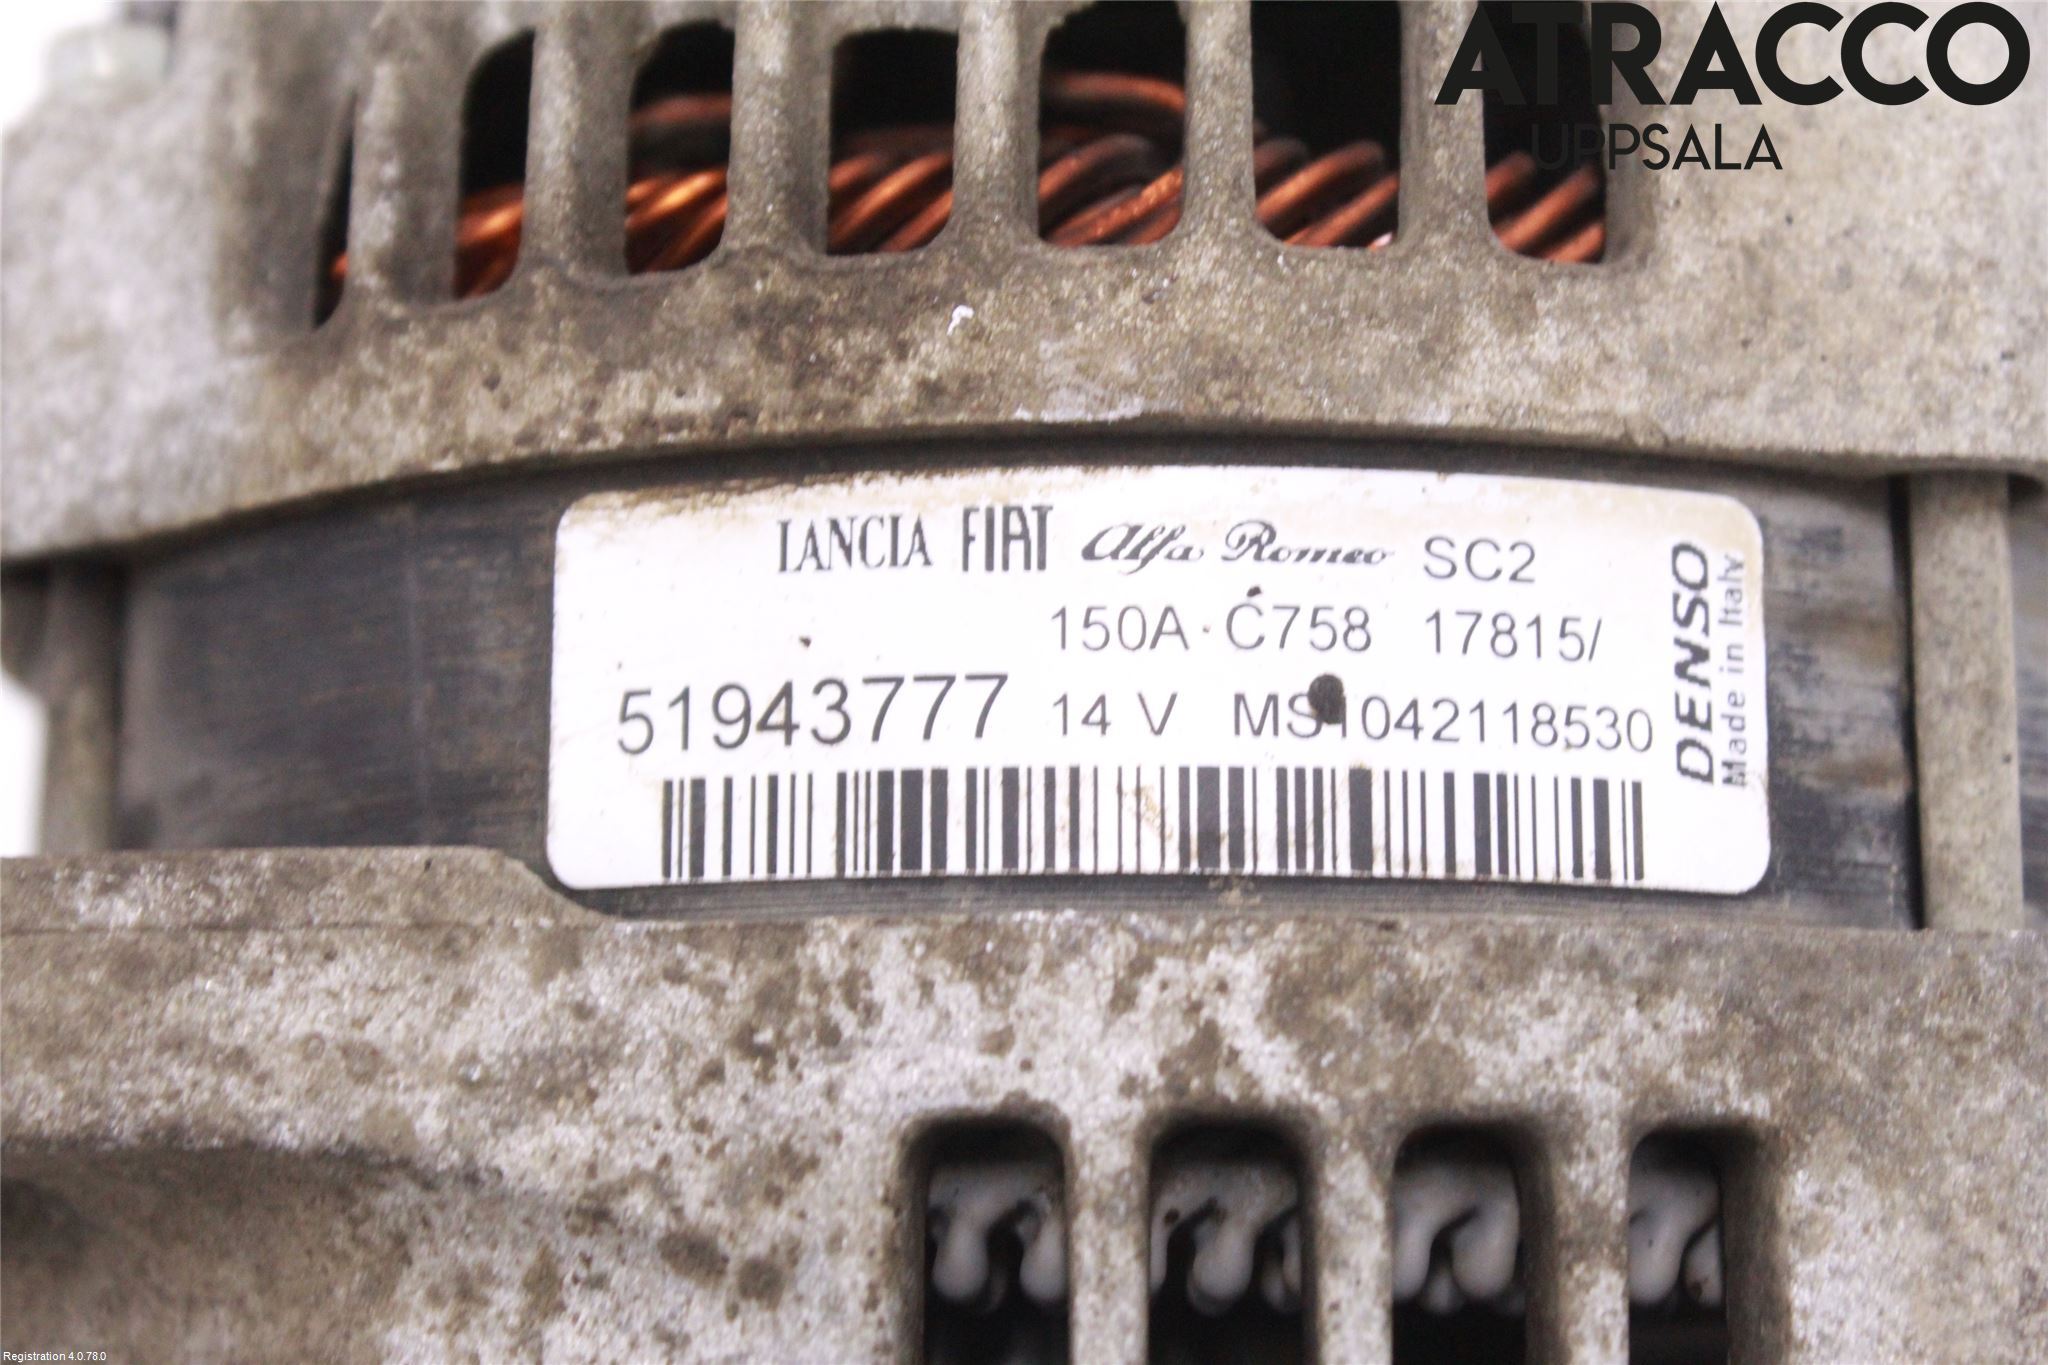 ATRACCO
UPPSALA
LANCIA FIAT Alfa Romeo SC2
150A C758 17815/
51943777 14 V MS1042118530
DENSO
Made in Italy
Registration 4.0.78.0